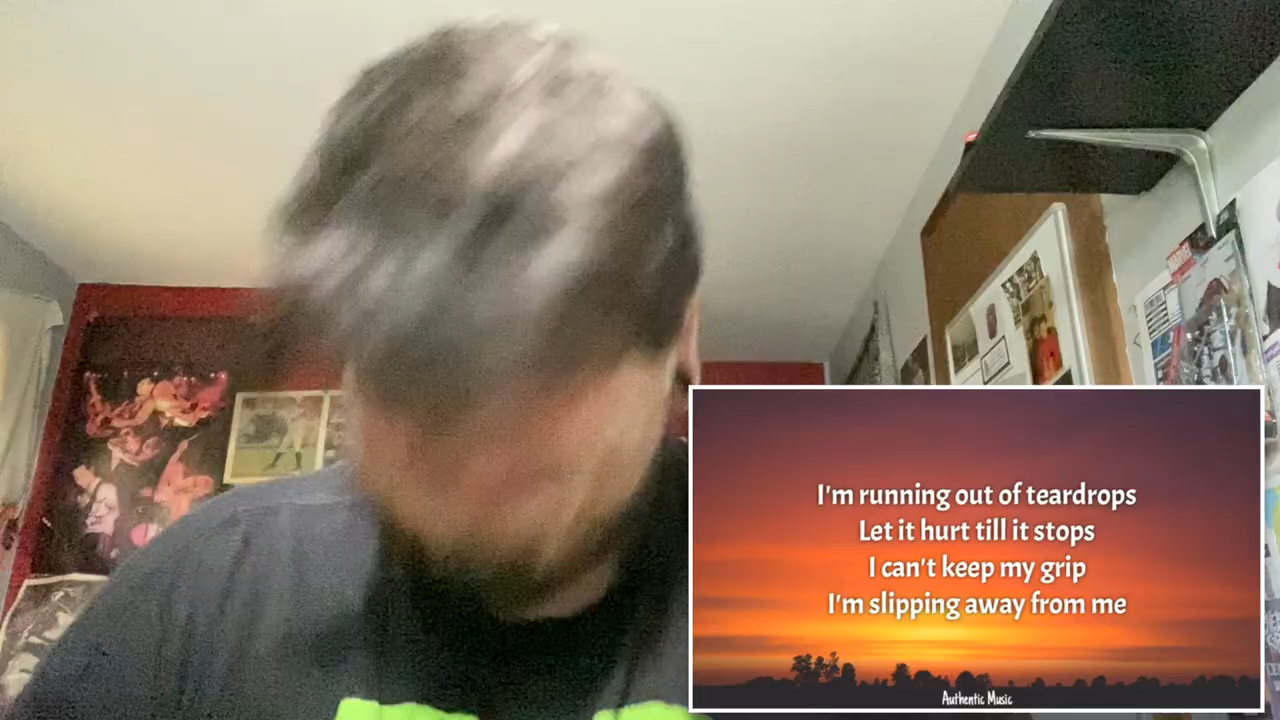 MARVEL
I'm running out of teardrops
Let it hurt till it stops
I can't keep my grip
I'm slipping away from me
Authentic Music